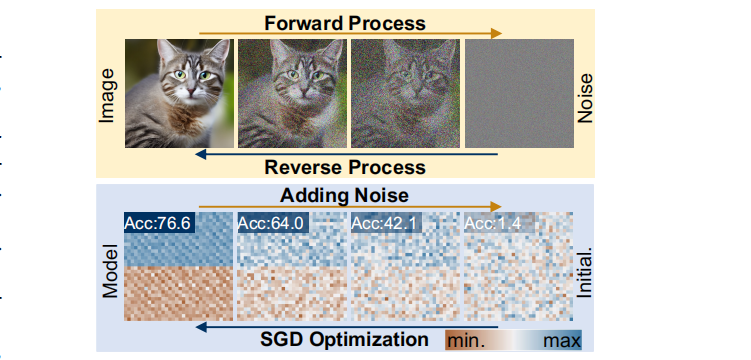 Forward Process
Image
Noise
Reverse Process
Adding Noise
Acc:76.6 Acc:64.0 Acc:42.1 Acc:1.4
Model
Initial.
SGD Optimization
min. max